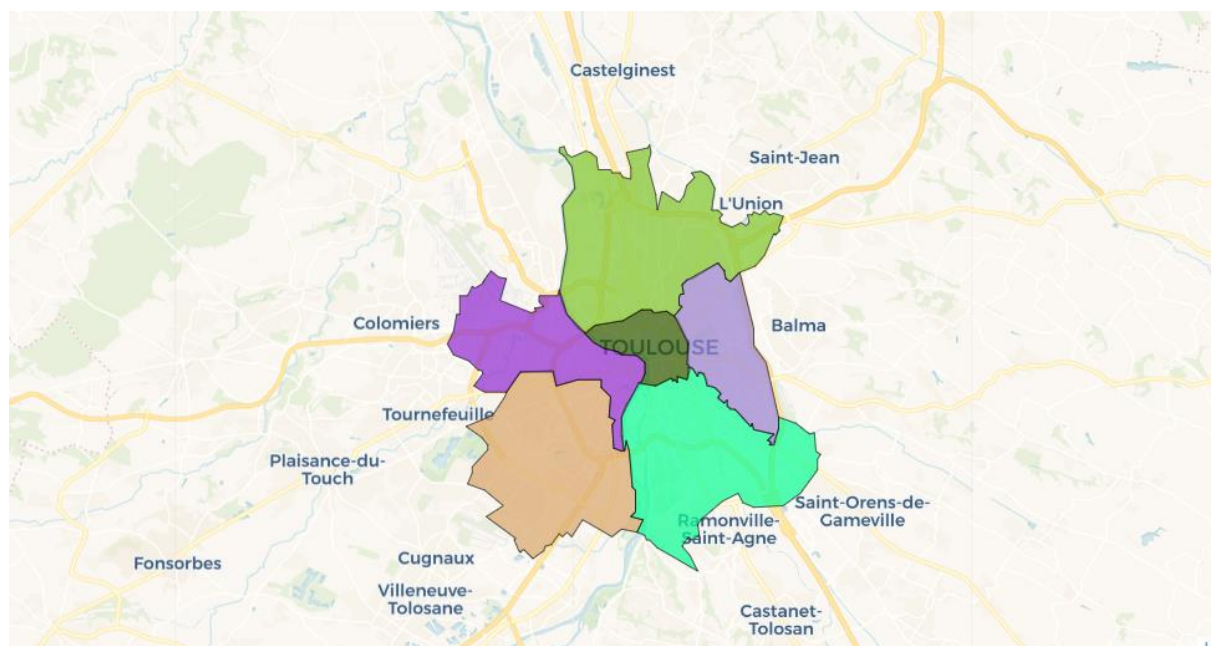 Castelginest
Saint-Jean
L'Union
Colomiers
Balma
TOULOUSE
Tournefeuille
Plaisance-du-
Touch
Saint-Orens-de-
Gameville
Ramonville-
Saint-Agne
Cugnaux
Fonsorbes
Villeneuve-
Tolosane
Castanet-
Tolosan